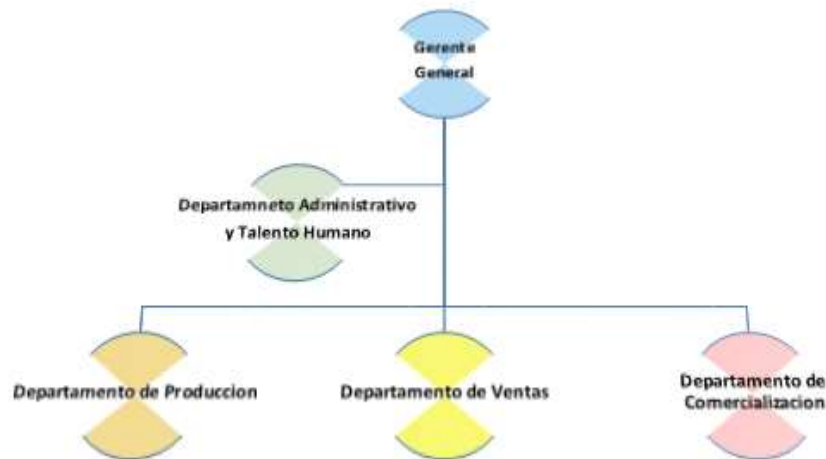 Gerente
General
Departamneto Administrativo
y Talento Humano
Departamento de Produccion
Departamento de Ventas
Departamento de
Comercializacion